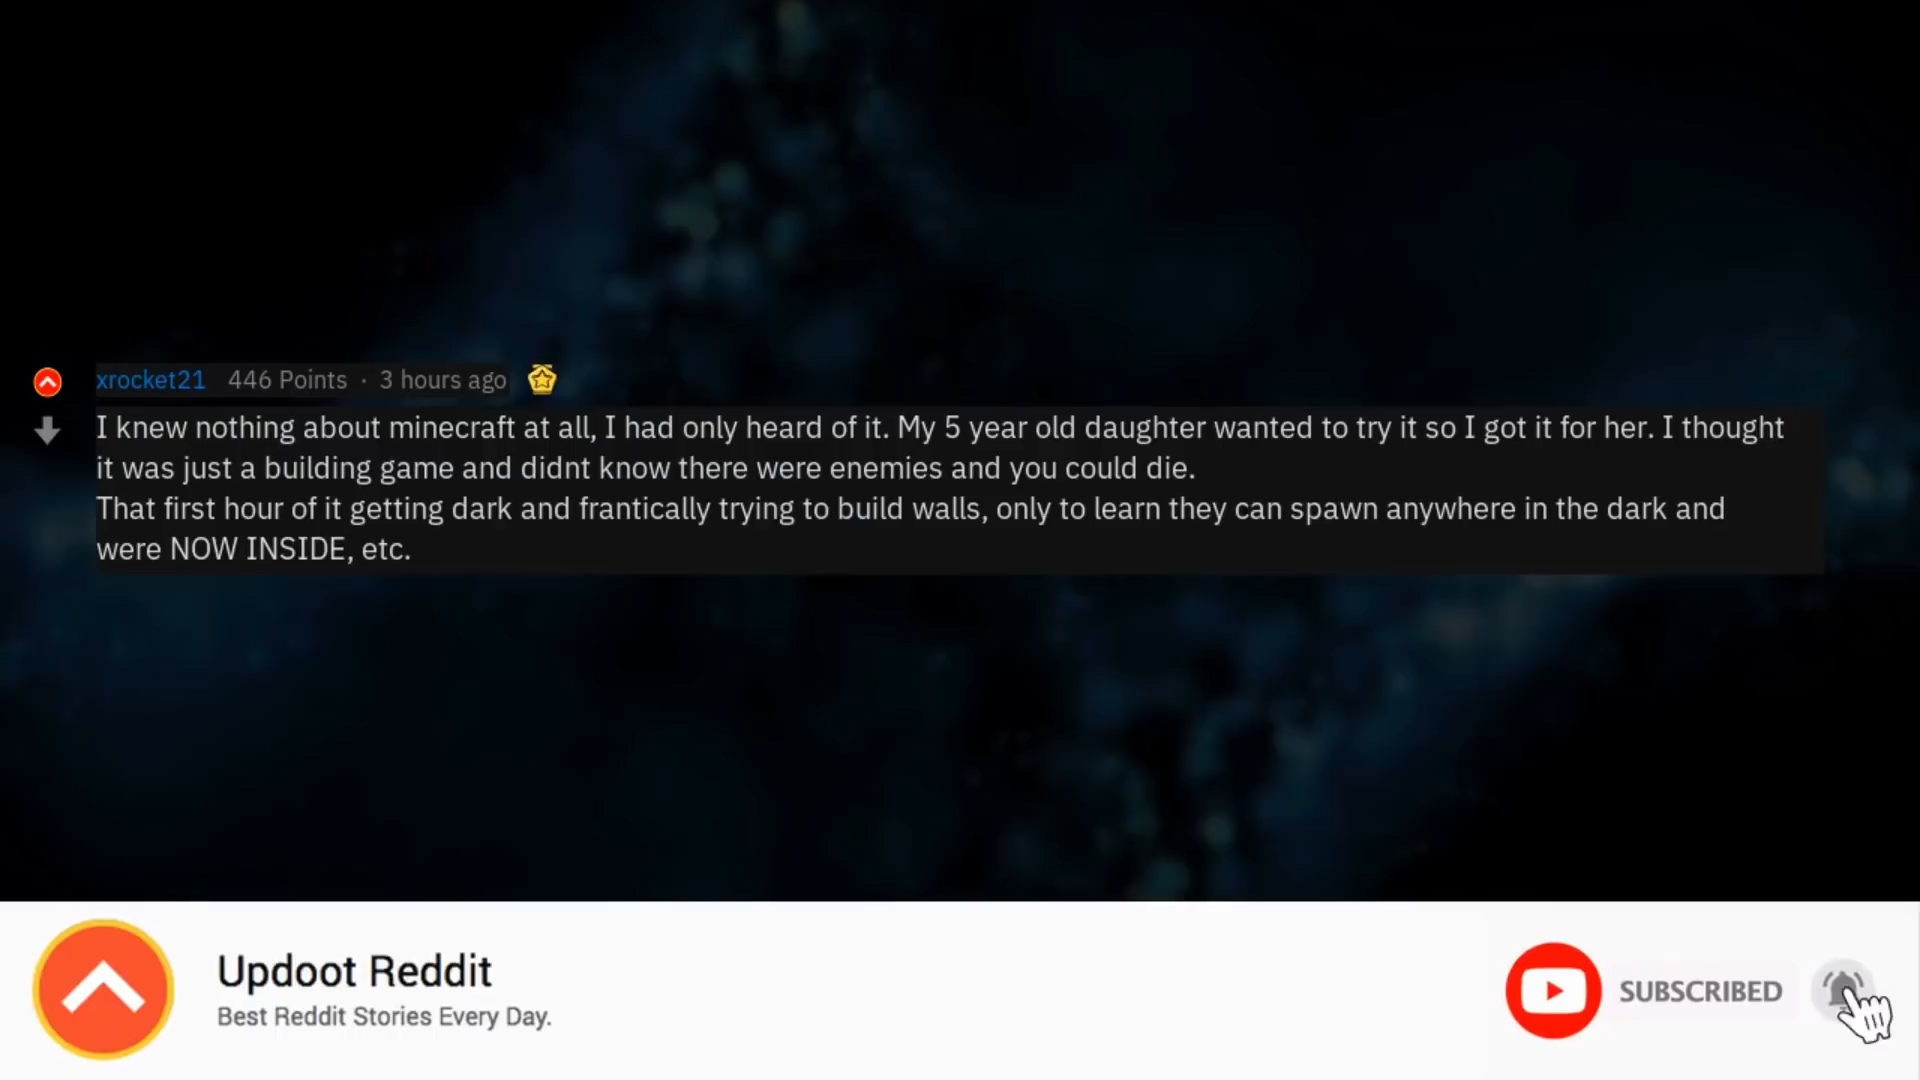 xrocket21 446 Points · 3 hours ago
I knew nothing about minecraft at all, I had only heard of it. My 5 year old daughter wanted to try it so I got it for her. I thought
it was just a building game and didnt know there were enemies and you could die.
That first hour of it getting dark and frantically trying to build walls, only to learn they can spawn anywhere in the dark and
were NOW INSIDE, etc.
Updoot Reddit
Best Reddit Stories Every Day.
SUBSCRIBED